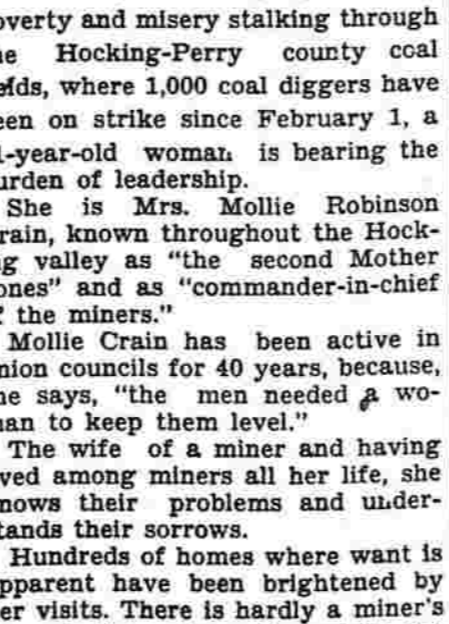 overty and misery stalking through
e Hocking-Perry county coal
lds, where 1,000 coal diggers have
een on strike since February 1, a
-year-old woman is bearing the
urden of leadership.
She is Mrs. Mollie Robinson
rain, known throughout the Hock-
g valley as "the second Mother
ones" and as "commander-in-chief
the miners."
Mollie Crain has been active in
nion councils for 40 years, because,
he says, "the men needed a wo-
an to keep them level."
The wife of a miner and having
ved among miners all her life, she
nows their problems and under-
tands their sorrows.
Hundreds of homes where want is
pparent have been brightened by
er visits. There is hardly a miner's